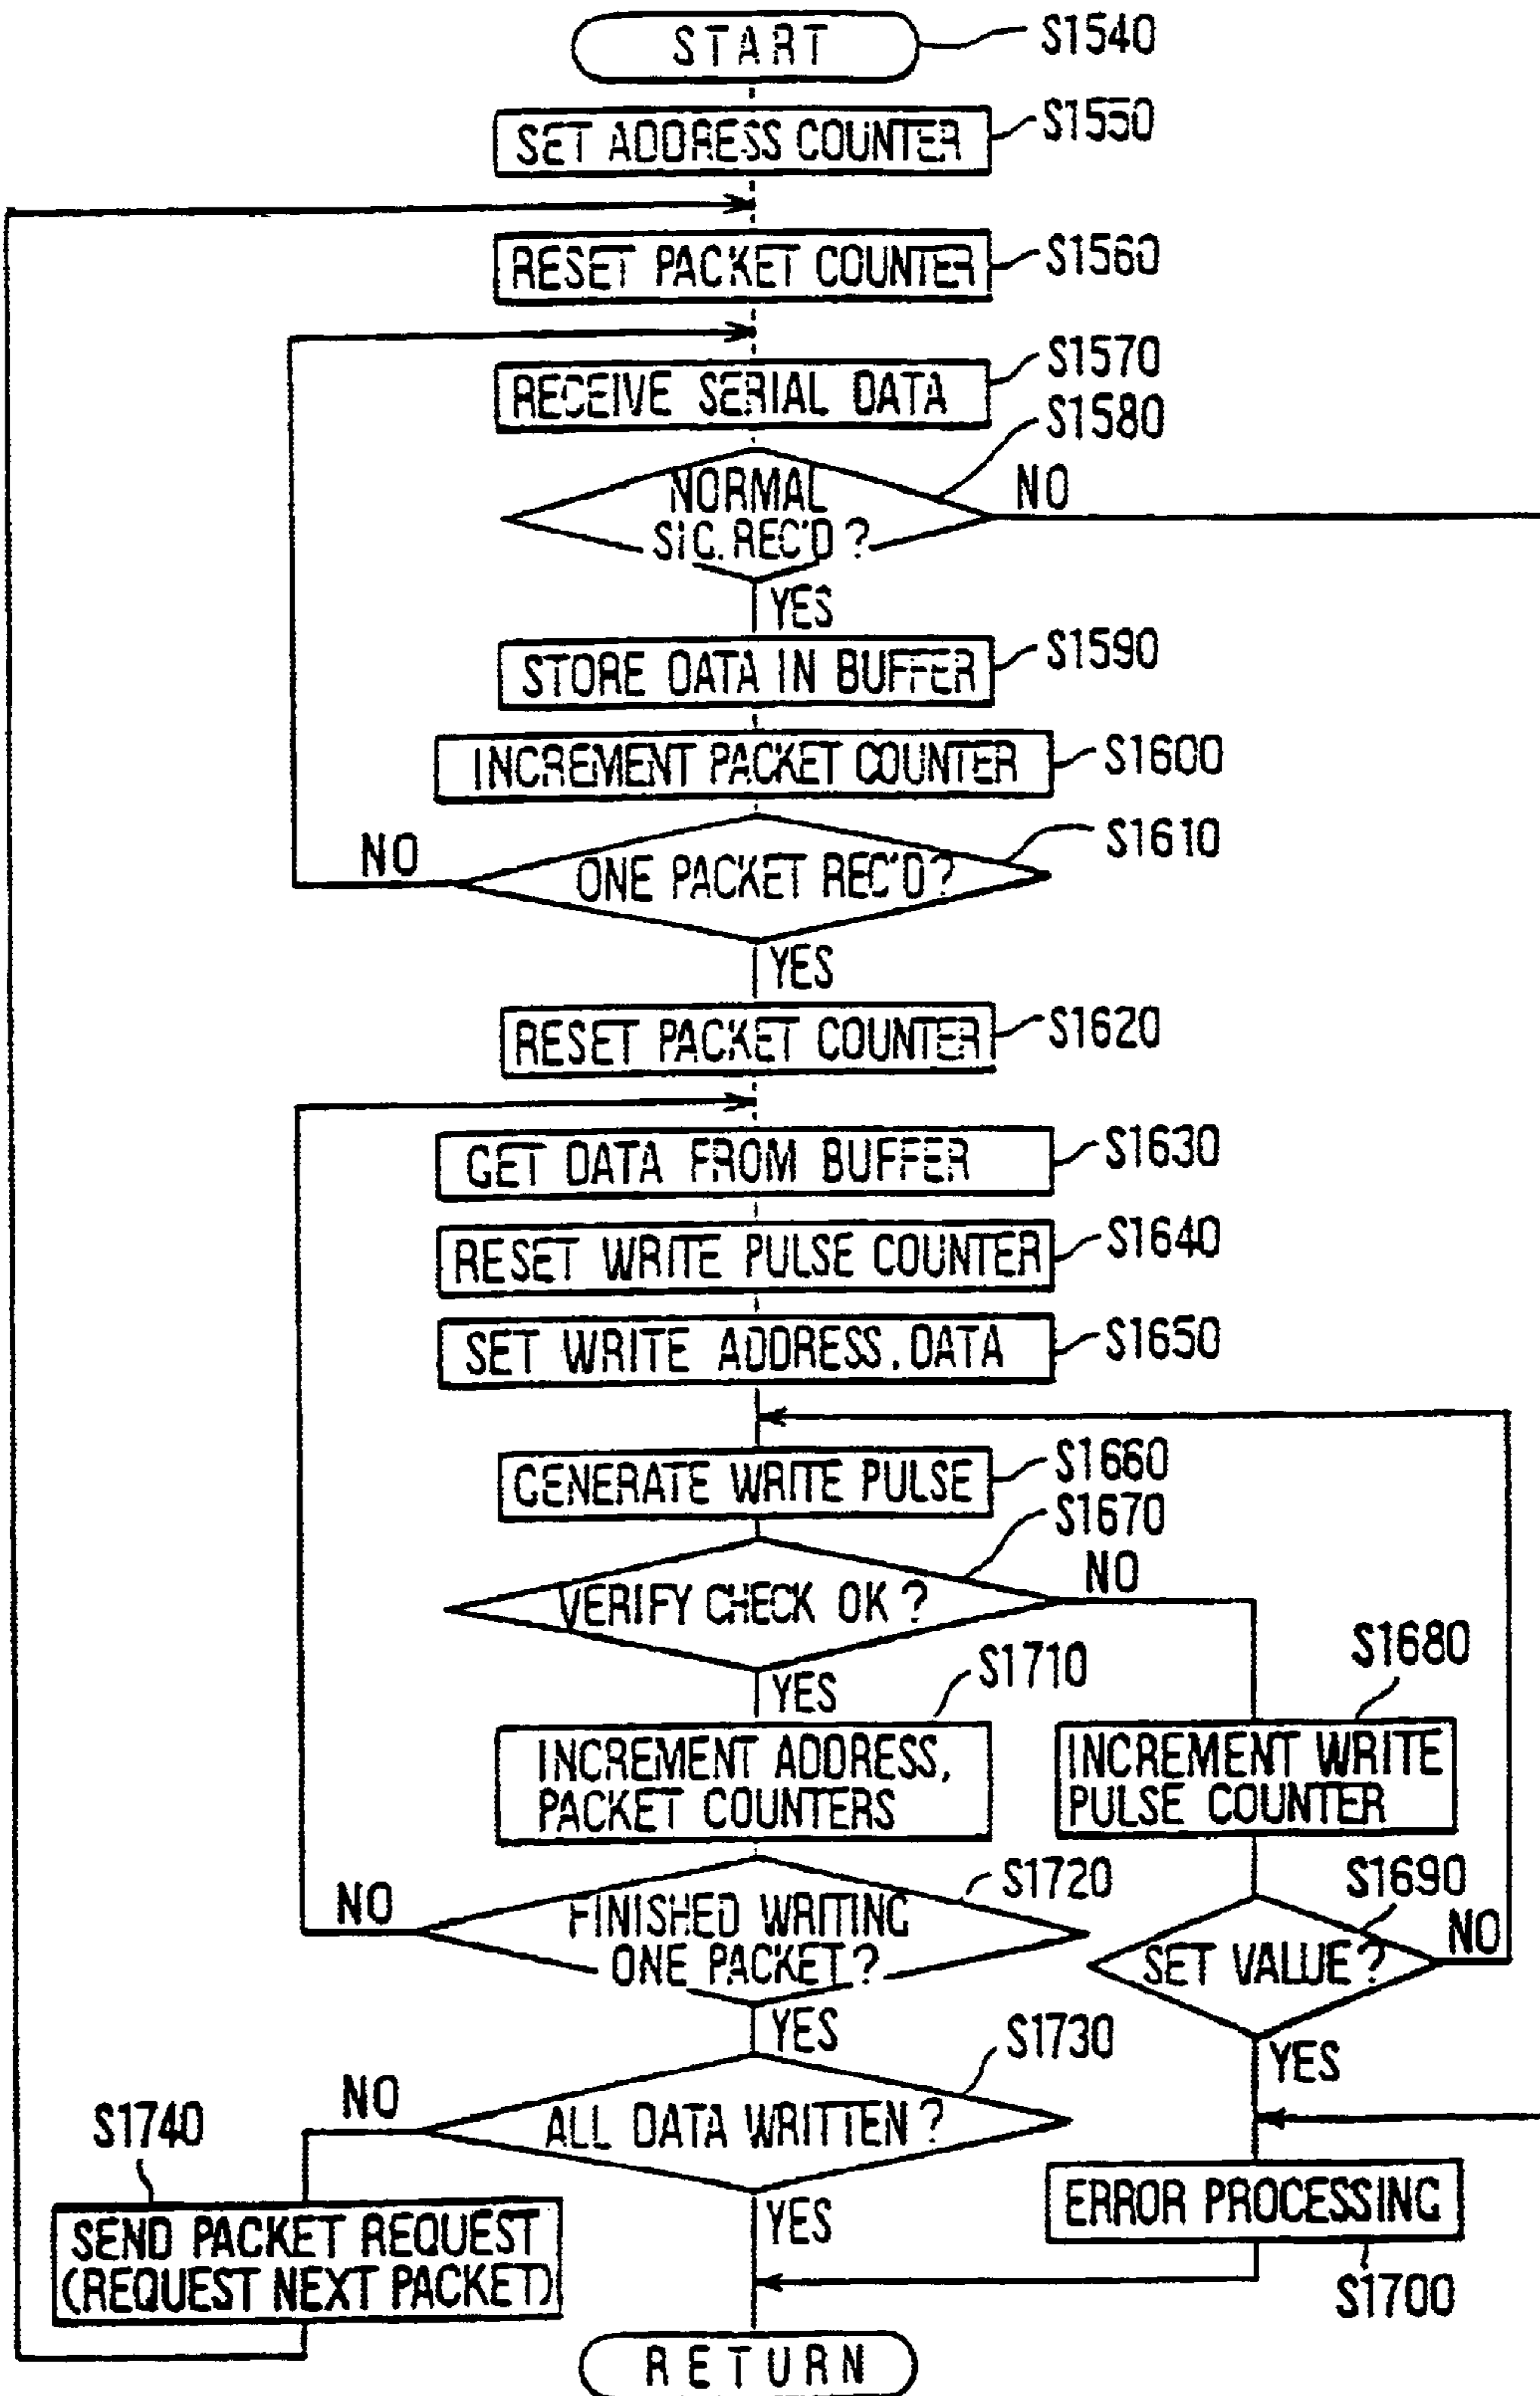 START
S1540
SET ADDRESS COUNTER
S1550
RESET PACKET COUNTER
S1560
RECEIVE SERIAL DATA
S1570
NORMAL
SIG. REC'D?
S1580
NO
YES
STORE DATA IN BUFFER
S1590
INCREMENT PACKET COUNTER
S1600
ONE PACKET REC'D?
S1610
NO
YES
RESET PACKET COUNTER
S1620
GET DATA FROM BUFFER
S1630
RESET WRITE PULSE COUNTER
S1640
SET WRITE ADDRESS, DATA
S1650
GENERATE WRITE PULSE
S1660
VERIFY CHECK OK?
S1670
NO
YES
S1710
S1680
INCREMENT ADDRESS,
PACKET COUNTERS
INCREMENT WRITE
PULSE COUNTER
FINISHED WRITING
ONE PACKET?
S1720
NO
YES
S1690
SET VALUE?
NO
YES
ALL DATA WRITTEN?
S1730
NO
YES
S1740
SEND PACKET REQUEST
(REQUEST NEXT PACKET)
ERROR PROCESSING
S1700
RETURN